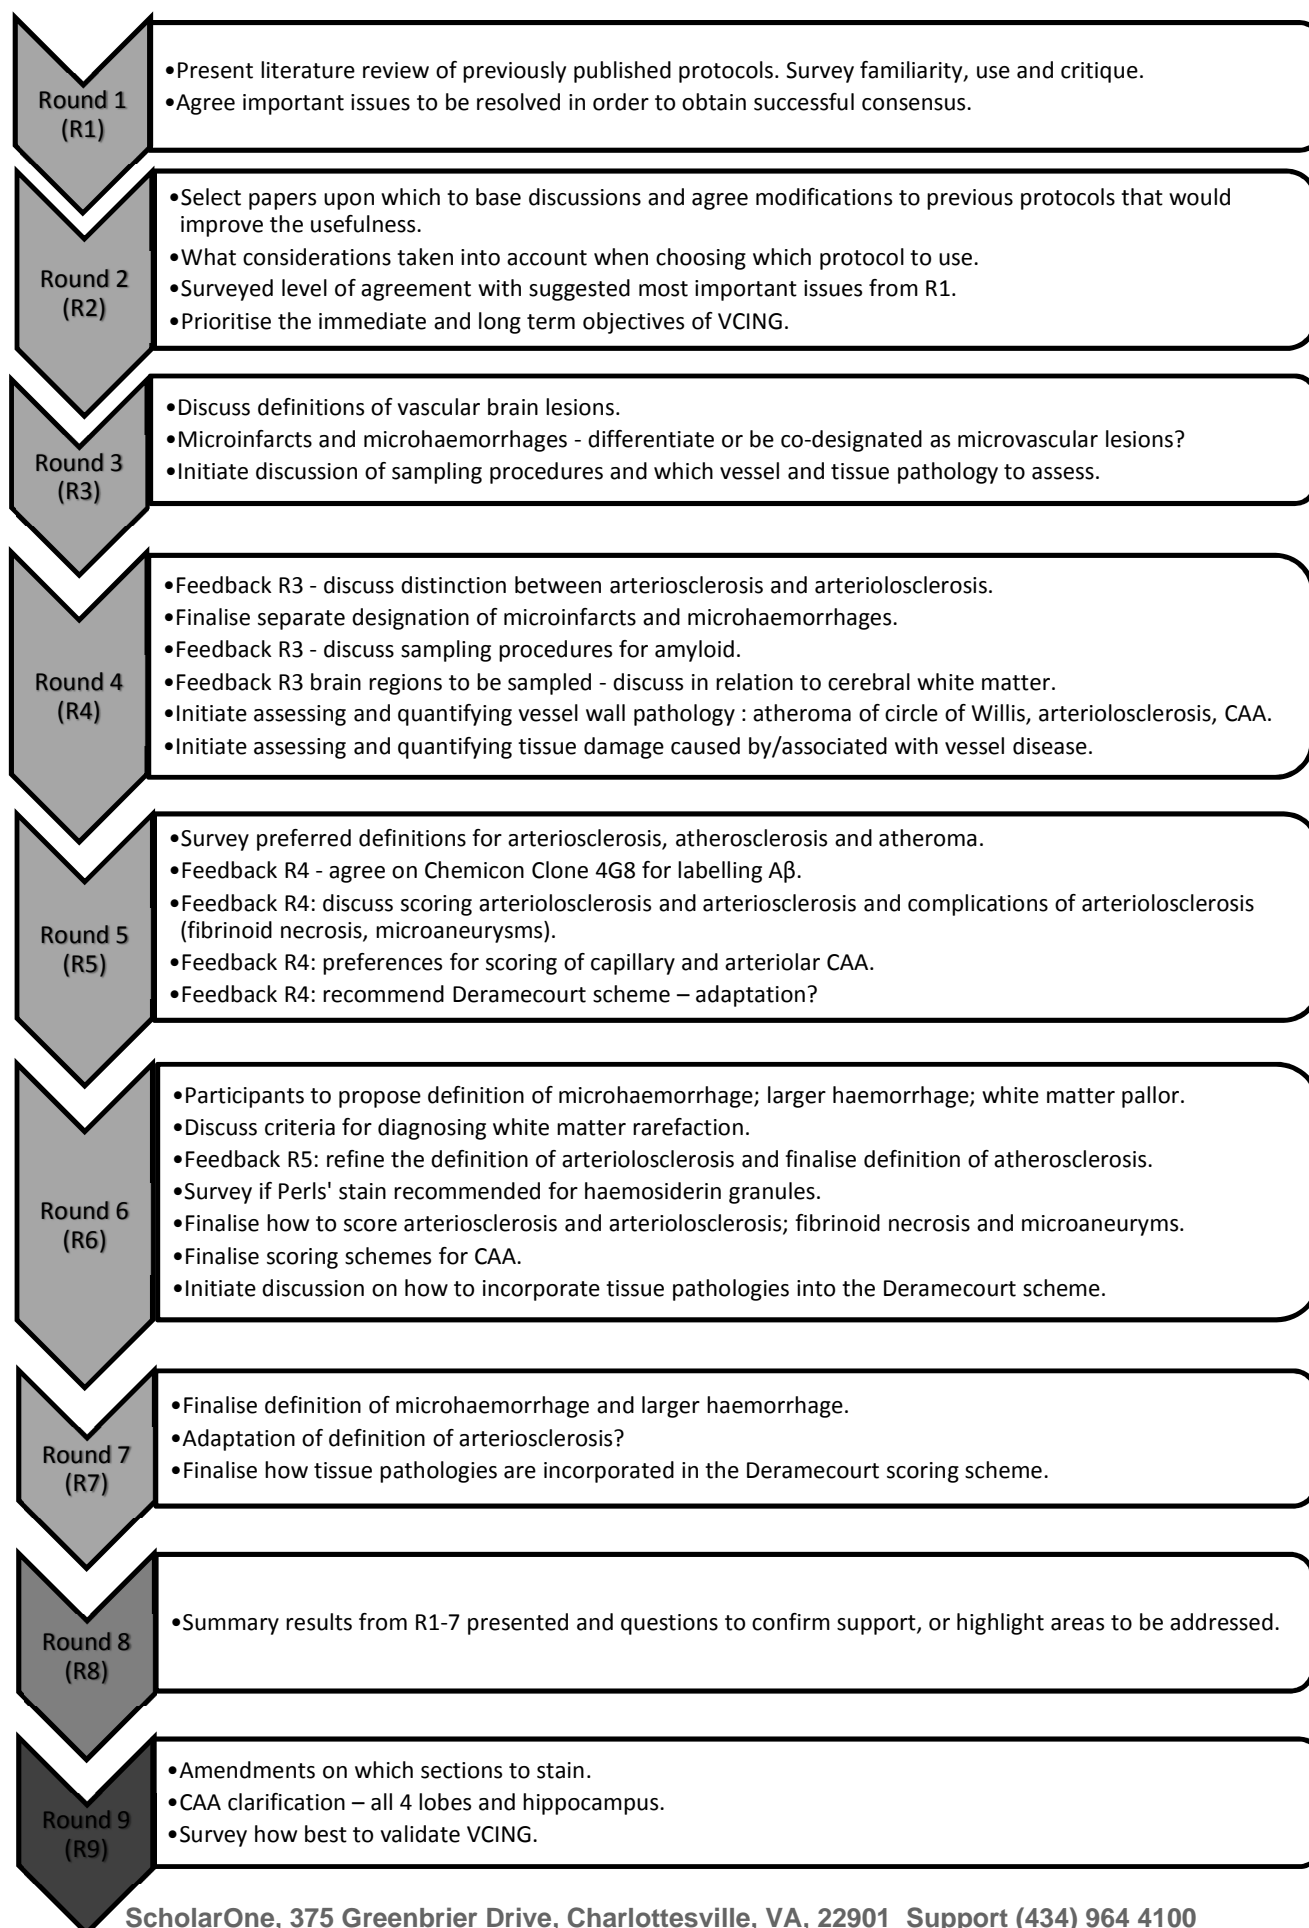 Round 1
(R1)
•Present literature review of previously published protocols. Survey familiarity, use and critique.
•Agree important issues to be resolved in order to obtain successful consensus.
Round 2
(R2)
•Select papers upon which to base discussions and agree modifications to previous protocols that would
improve the usefulness.
•What considerations taken into account when choosing which protocol to use.
•Surveyed level of agreement with suggested most important issues from R1.
•Prioritise the immediate and long term objectives of VCING.
Round 3
(R3)
•Discuss definitions of vascular brain lesions.
•Microinfarcts and microhaemorrhages - differentiate or be co-designated as microvascular lesions?
•Initiate discussion of sampling procedures and which vessel and tissue pathology to assess.
Round 4
(R4)
•Feedback R3 - discuss distinction between arteriosclerosis and arteriolosclerosis.
•Finalise separate designation of microinfarcts and microhaemorrhages.
•Feedback R3 - discuss sampling procedures for amyloid.
•Feedback R3 brain regions to be sampled - discuss in relation to cerebral white matter.
•Initiate assessing and quantifying vessel wall pathology : atheroma of circle of Willis, arteriolosclerosis, CAA.
•Initiate assessing and quantifying tissue damage caused by/associated with vessel disease.
Round 5
(R5)
•Survey preferred definitions for arteriosclerosis, atherosclerosis and atheroma.
•Feedback R4 - agree on Chemicon Clone 4G8 for labelling Aβ.
•Feedback R4: discuss scoring arteriolosclerosis and arteriosclerosis and complications of arteriolosclerosis
(fibrinoid necrosis, microaneurysms).
•Feedback R4: preferences for scoring of capillary and arteriolar CAA.
•Feedback R4: recommend Deramecourt scheme – adaptation?
Round 6
(R6)
•Participants to propose definition of microhaemorrhage; larger haemorrhage; white matter pallor.
•Discuss criteria for diagnosing white matter rarefaction.
•Feedback R5: refine the definition of arteriolosclerosis and finalise definition of atherosclerosis.
•Survey if Perls' stain recommended for haemosiderin granules.
•Finalise how to score arteriosclerosis and arteriolosclerosis; fibrinoid necrosis and microaneuryms.
•Finalise scoring schemes for CAA.
•Initiate discussion on how to incorporate tissue pathologies into the Deramecourt scheme.
Round 7
(R7)
•Finalise definition of microhaemorrhage and larger haemorrhage.
•Adaptation of definition of arteriosclerosis?
•Finalise how tissue pathologies are incorporated in the Deramecourt scoring scheme.
Round 8
(R8)
•Summary results from R1-7 presented and questions to confirm support, or highlight areas to be addressed.
Round 9
(R9)
•Amendments on which sections to stain.
•CAA clarification – all 4 lobes and hippocampus.
•Survey how best to validate VCING.
ScholarOne, 375 Greenbrier Drive, Charlottesville, VA, 22901 Support (434) 964 4100